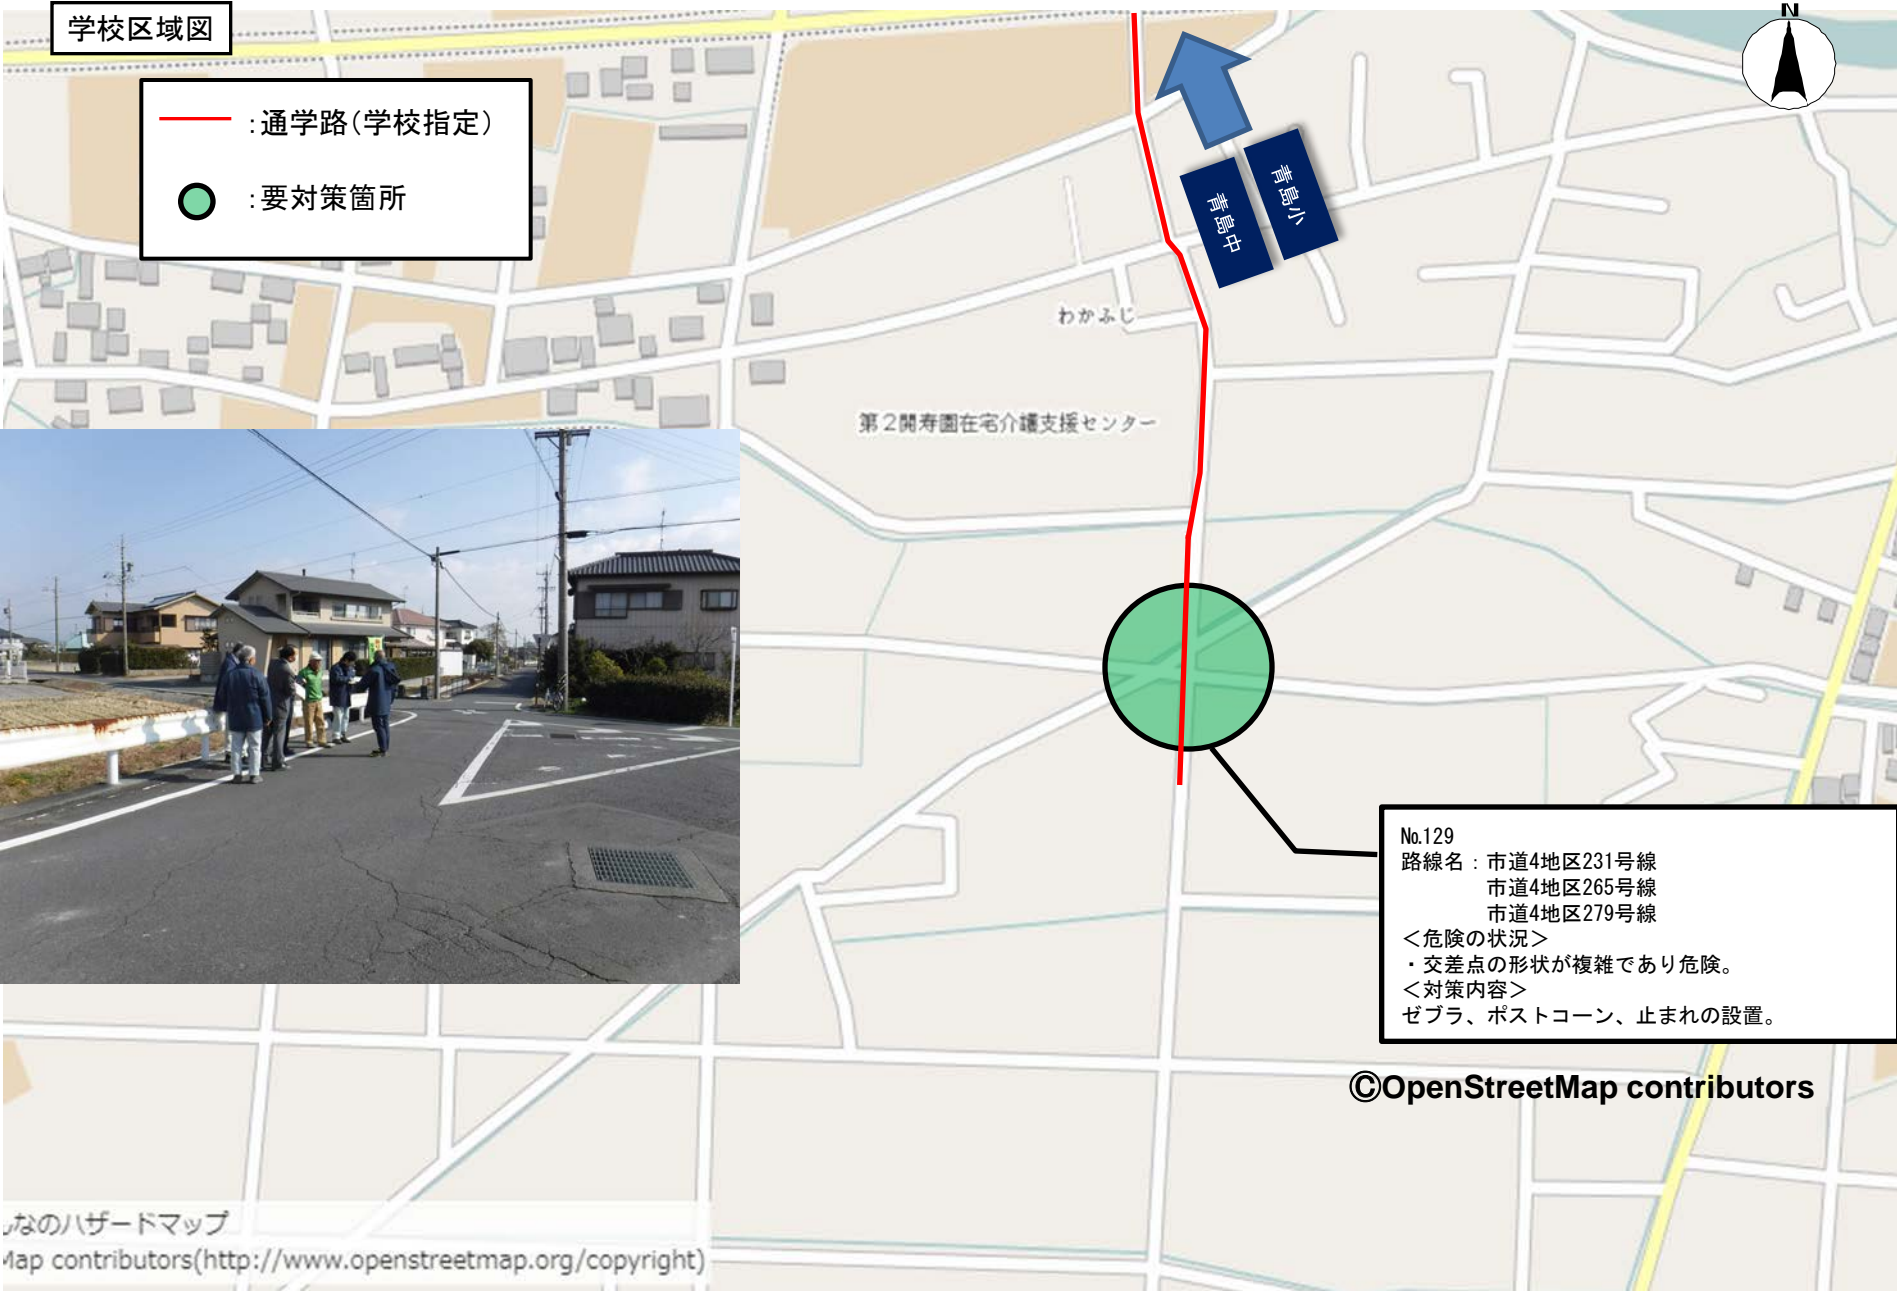 学校区域図
N
：通学路（学校指定）
：要対策箇所
青島小
青島中
わかふじ
第２開寿園在宅介護支援センター
No.129
路線名：市道4地区231号線
市道4地区265号線
市道4地区279号線
＜危険の状況＞
・交差点の形状が複雑であり危険。
＜対策内容＞
ゼブラ、ポストコーン、止まれの設置。
©OpenStreetMap contributors
なのハザードマップ
Map contributors(http://www.openstreetmap.org/copyright)